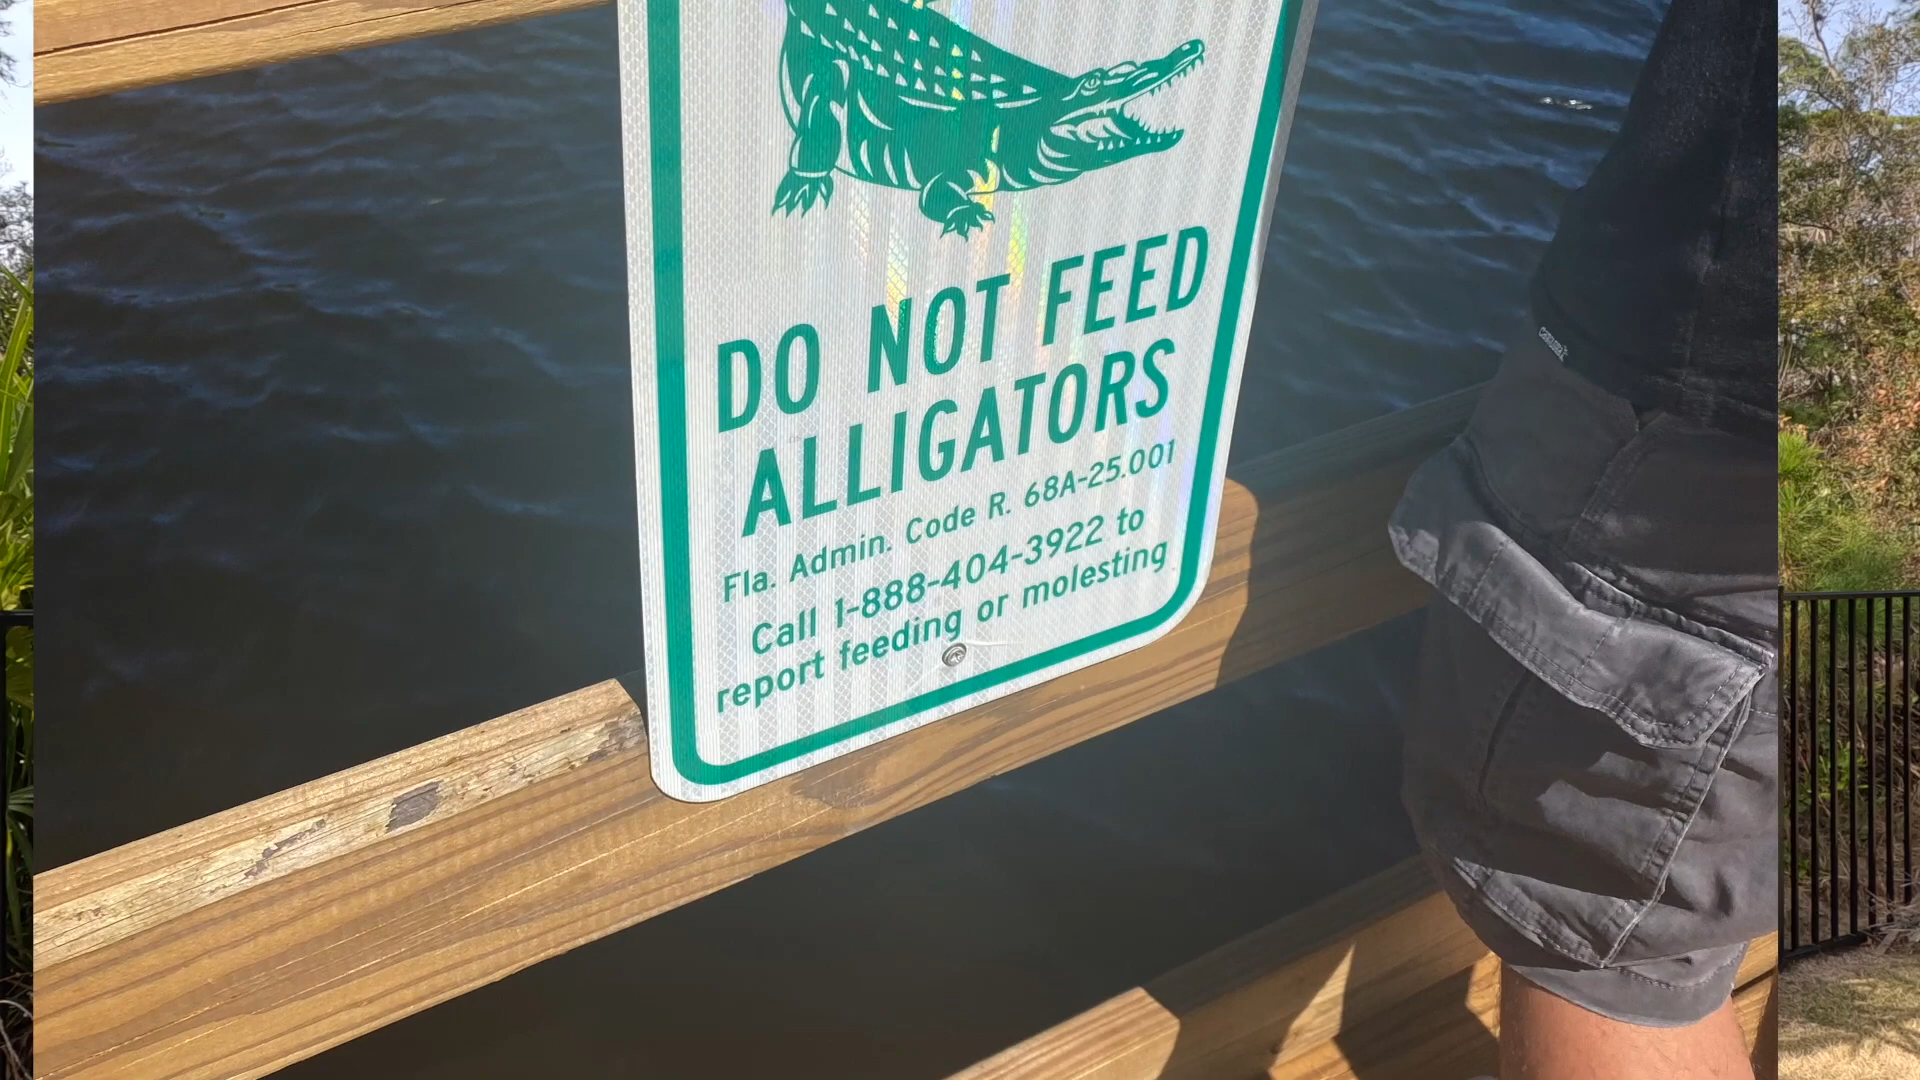 DO NOT FEED
ALLIGATORS
Fla. Admin. Code R. 68A-25.001
Call 1-888-404-3922 to
report feeding or molesting